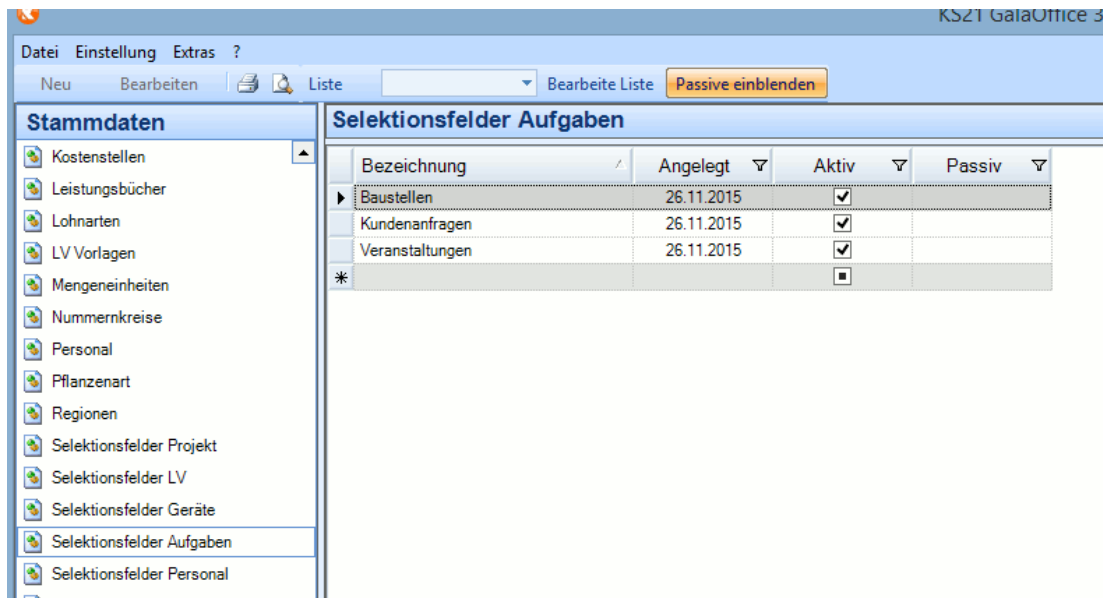 KS21 GalaOffice 3
Datei Einstellung Extras ?
Neu Bearbeiten Liste Bearbeite Liste Passive einblenden
Stammdaten
Kostenstellen
Leistungsbücher
Lohnarten
LV Vorlagen
Mengeneinheiten
Nummernkreise
Personal
Pflanzenart
Regionen
Selektionsfelder Projekt
Selektionsfelder LV
Selektionsfelder Geräte
Selektionsfelder Aufgaben
Selektionsfelder Personal
Selektionsfelder Aufgaben
Bezeichnung Angelegt Aktiv Passiv
Baustellen 26.11.2015
Kundenanfragen 26.11.2015
Veranstaltungen 26.11.2015